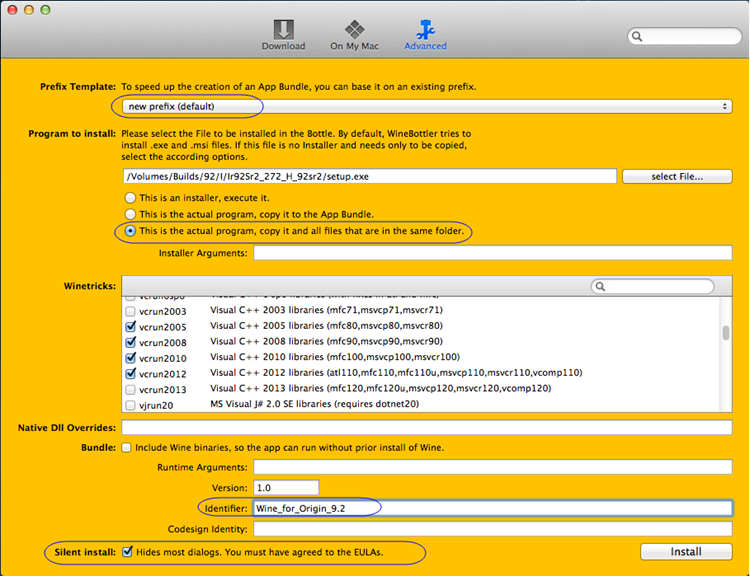 Download On My Mac Advanced
Prefix Template: To speed up the creation of an App Bundle, you can base it on an existing prefix.
new prefix (default)
Program to install: Please select the File to be installed in the Bottle. By default, WineBottler tries to
install .exe and .msi files. If this file is no Installer and needs only to be copied,
select the according options.
/Volumes/Builds/92/I/Ir92Sr2_272_H_92sr2/setup.exe select File...
This is an installer, execute it.
This is the actual program, copy it to the App Bundle.
This is the actual program, copy it and all files that are in the same folder.
Installer Arguments:
Winetricks:
vcrun2003 Visual C++ 2003 libraries (mfc71,msvcp71,msvcr71)
vcrun2005 Visual C++ 2005 libraries (mfc80,msvcp80,msvcr80)
vcrun2008 Visual C++ 2008 libraries (mfc90,msvcp90,msvcr90)
vcrun2010 Visual C++ 2010 libraries (mfc100,msvcp100,msvcr100)
vcrun2012 Visual C++ 2012 libraries (atl110,mfc110,mfc110u,msvcp110,msvcr110,vcomp110)
vcrun2013 Visual C++ 2013 libraries (mfc120,mfc120u,msvcp120,msvcr120,vcomp120)
vjrun20 MS Visual J# 2.0 SE libraries (requires dotnet20)
Native Dll Overrides:
Bundle: Include Wine binaries, so the app can run without prior install of Wine.
Runtime Arguments:
Version: 1.0
Identifier: Wine_for_Origin_9.2
Codesign Identity:
Silent install: Hides most dialogs. You must have agreed to the EULAs. Install